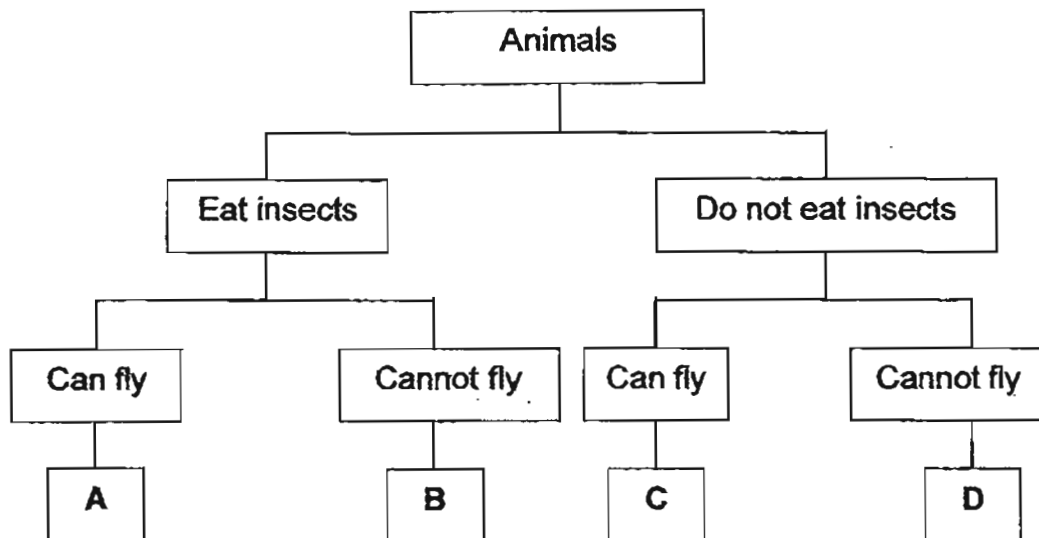 Animals
Eat insects
Do not eat insects
Can fly
Cannot fly
Can fly
Cannot fly
A
B
C
D